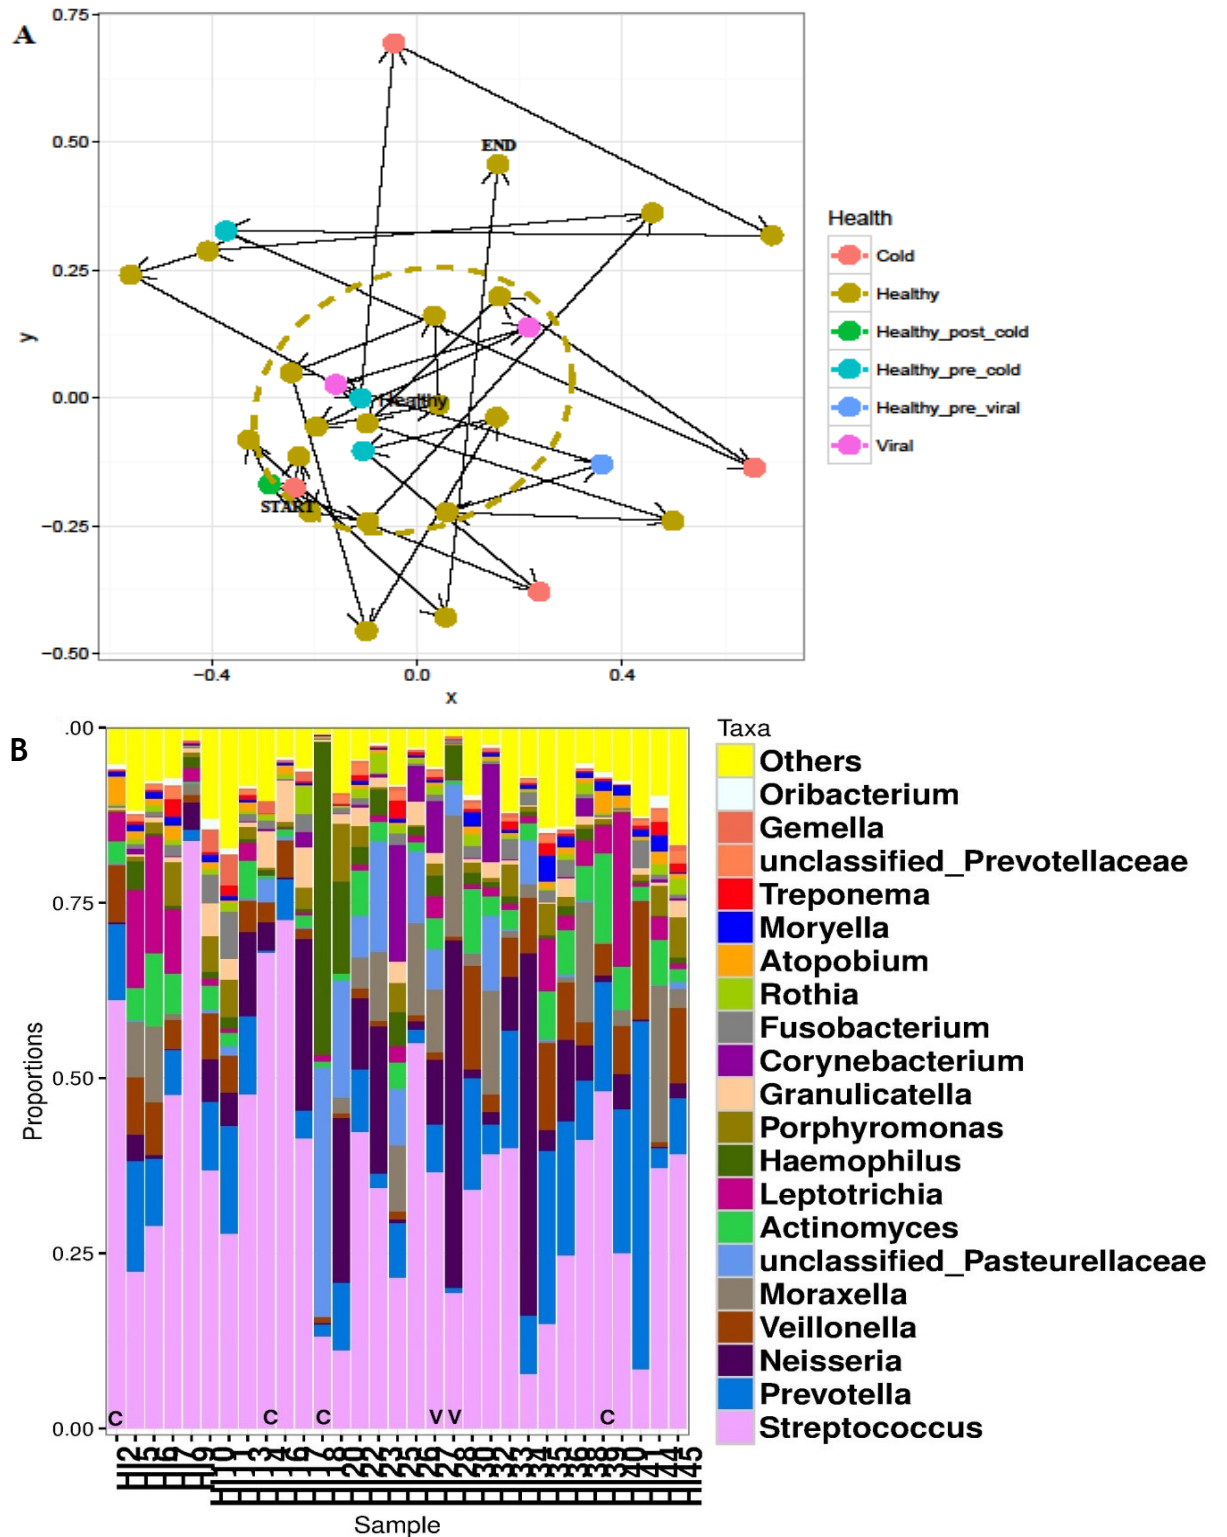 A
0.75
0.50
0.25
0.00
−0.25
−0.50
y
END
Healthy
START
−0.4
0.0
0.4
x
Health
Cold
Healthy
Healthy_post_cold
Healthy_pre_cold
Healthy_pre_viral
Viral
B
.00
0.75
0.50
0.25
0.00
Proportions
C C C V V C
Sample
Taxa
Others
Oribacterium
Gemella
unclassified_Prevotellaceae
Treponema
Moryella
Atopobium
Rothia
Fusobacterium
Corynebacterium
Granulicatella
Porphyromonas
Haemophilus
Leptotrichia
Actinomyces
unclassified_Pasteurellaceae
Moraxella
Veillonella
Neisseria
Prevotella
Streptococcus